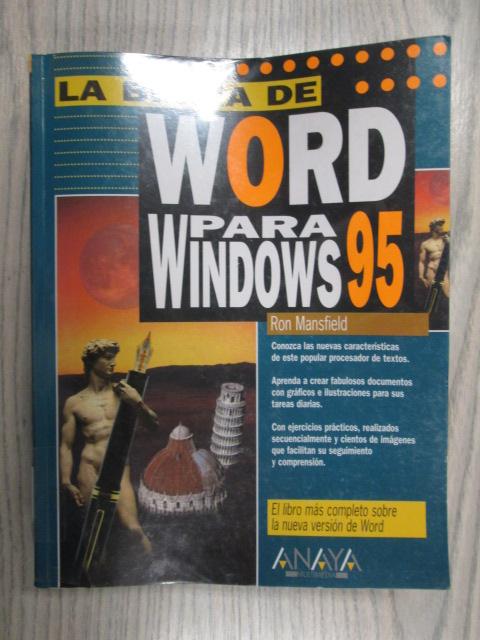 LA DE
WORD
PARA
WINDOWS 95
Ron Mansfield
Conozca las nuevas características
de este popular procesador de textos.
Aprenda a crear fabulosos documentos
con gráficos e ilustraciones para sus
tareas diarias.
Con ejercicios prácticos, realizados
secuencialmente y cientos de imágenes
que facilitan su seguimiento
y comprensión.
El libro más completo sobre
la nueva versión de Word
ANAYA
MULTIMEDIA